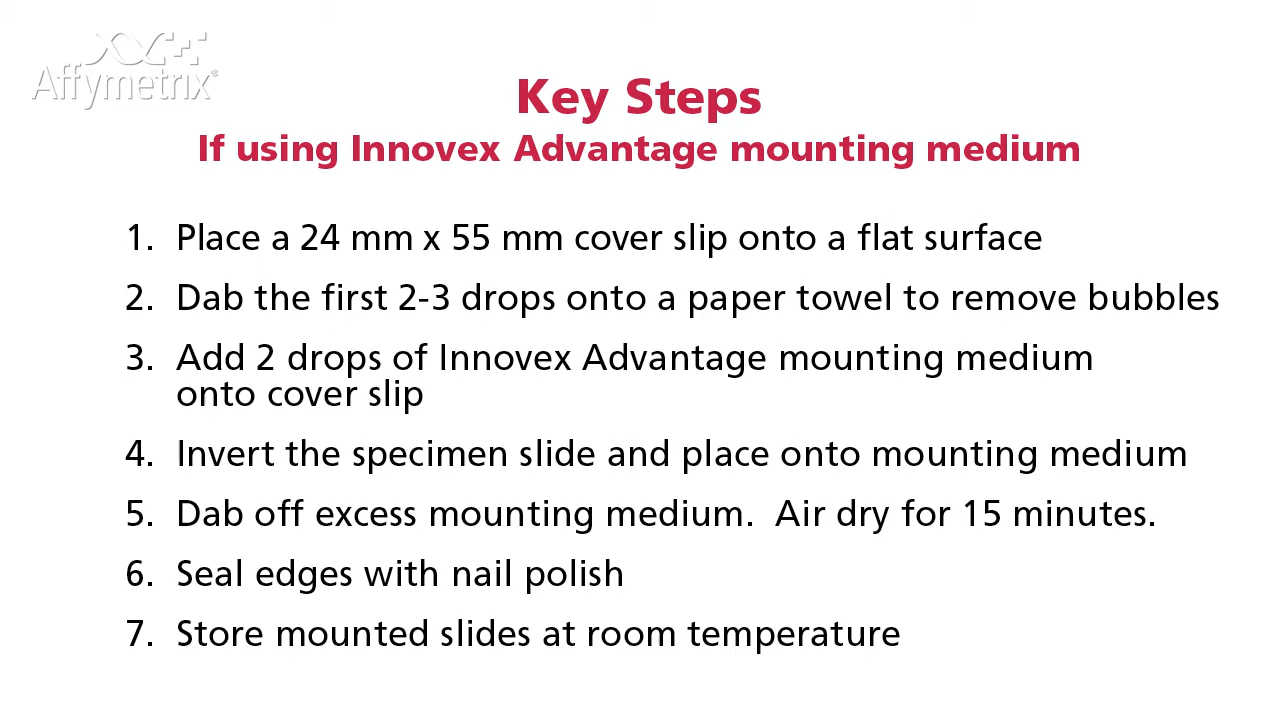 Affymetrix®
Key Steps
If using Innovex Advantage mounting medium
1. Place a 24 mm x 55 mm cover slip onto a flat surface
2. Dab the first 2-3 drops onto a paper towel to remove bubbles
3. Add 2 drops of Innovex Advantage mounting medium
onto cover slip
4. Invert the specimen slide and place onto mounting medium
5. Dab off excess mounting medium.  Air dry for 15 minutes.
6. Seal edges with nail polish
7. Store mounted slides at room temperature